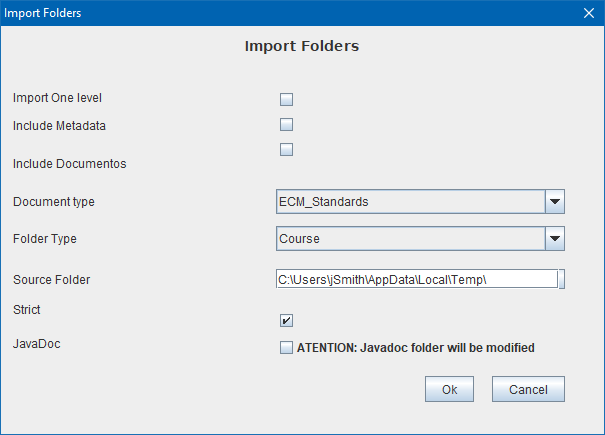 Import Folders
Import Folders
Import One level
Include Metadata
Include Documentos
Document type ECM_Standards
Folder Type Course
Source Folder C:\Users\jSmith\AppData\Local\Temp\
Strict
JavaDoc ATENTION: Javadoc folder will be modified
Ok Cancel